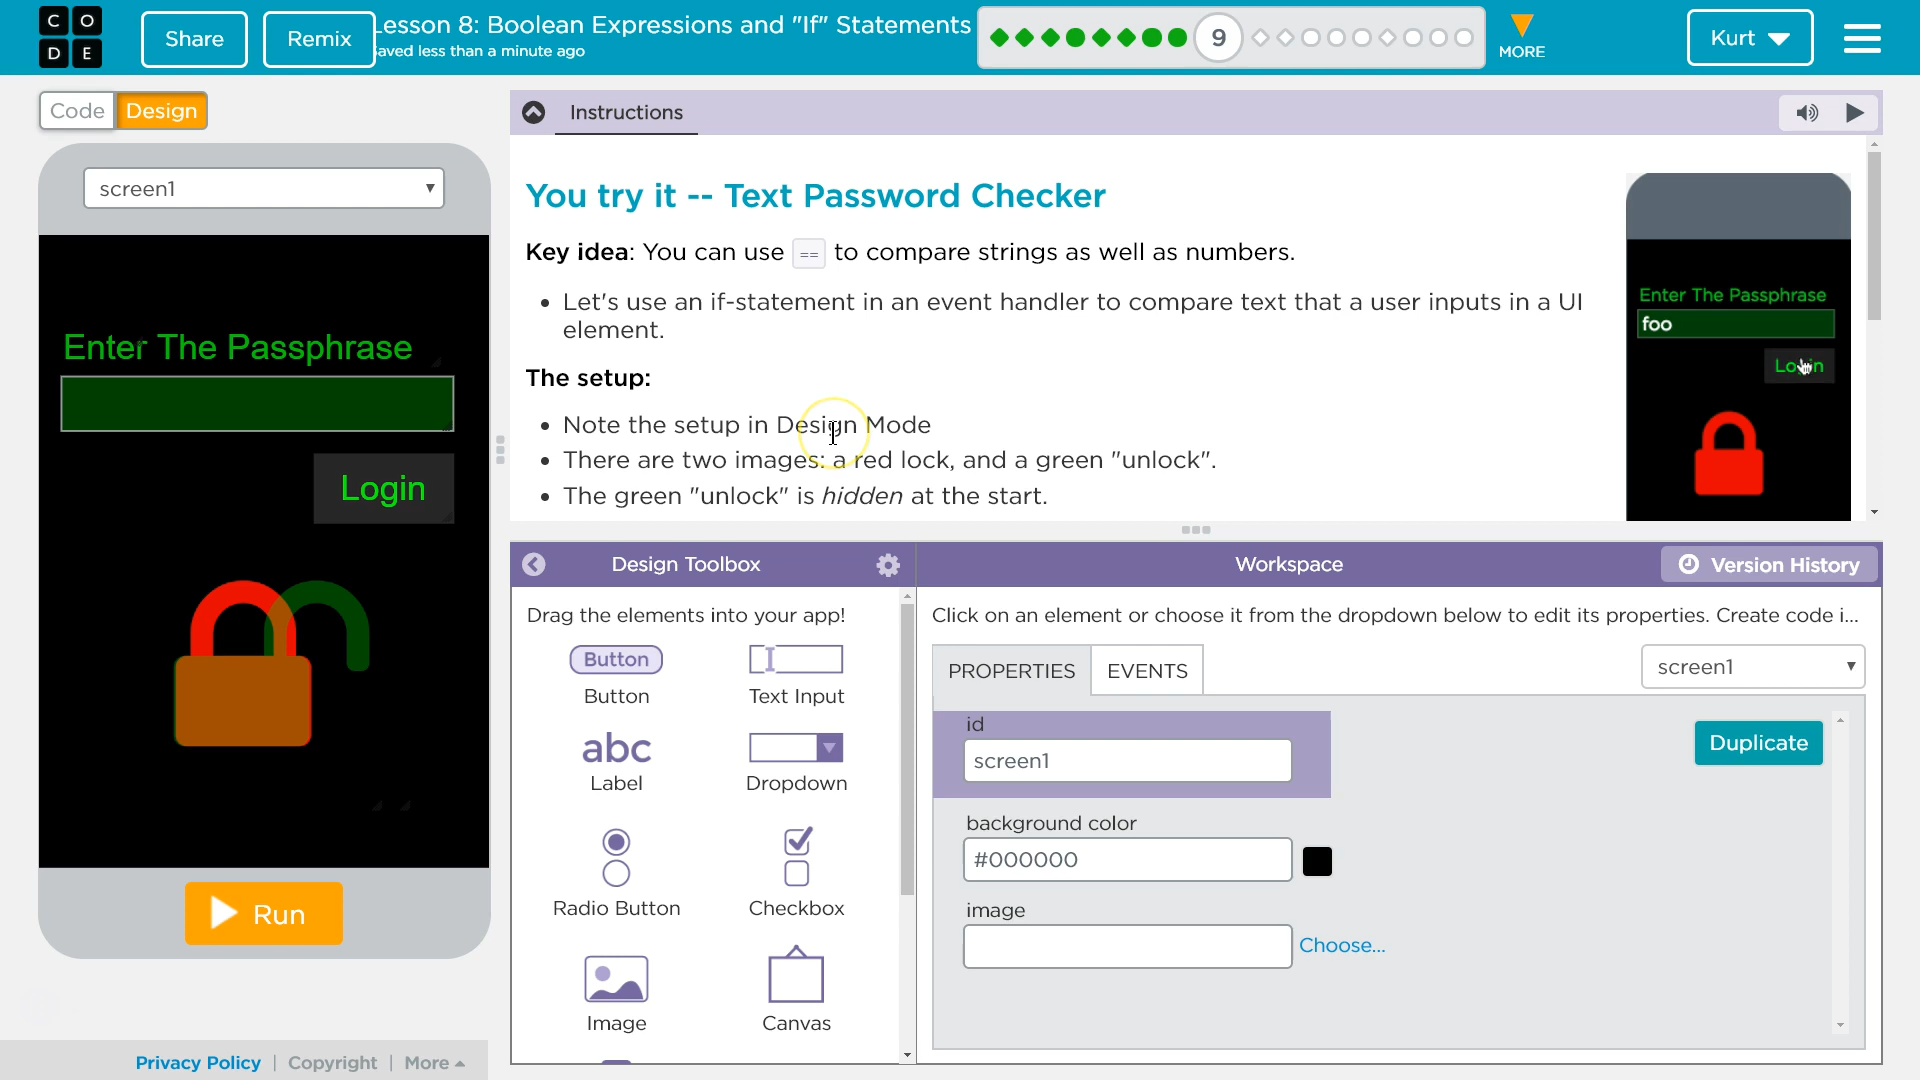 CODE
Share
Remix
esson 8: Boolean Expressions and "If" Statements
aved less than a minute ago
9
MORE
Kurt
Code
Design
screen1
Enter The Passphrase
Login
Run
Privacy Policy | Copyright | More
Instructions
You try it -- Text Password Checker
Key idea: You can use == to compare strings as well as numbers.
• Let's use an if-statement in an event handler to compare text that a user inputs in a UI
element.
The setup:
• Note the setup in Design Mode
• There are two images: a red lock, and a green "unlock".
• The green "unlock" is hidden at the start.
Enter The Passphrase
foo
Login
Design Toolbox
Drag the elements into your app!
Button
Button
Text Input
abc
Label
Dropdown
Radio Button
Checkbox
Image
Canvas
Workspace
Version History
Click on an element or choose it from the dropdown below to edit its properties. Create code i...
PROPERTIES
EVENTS
screen1
id
screen1
Duplicate
background color
#000000
image
Choose...